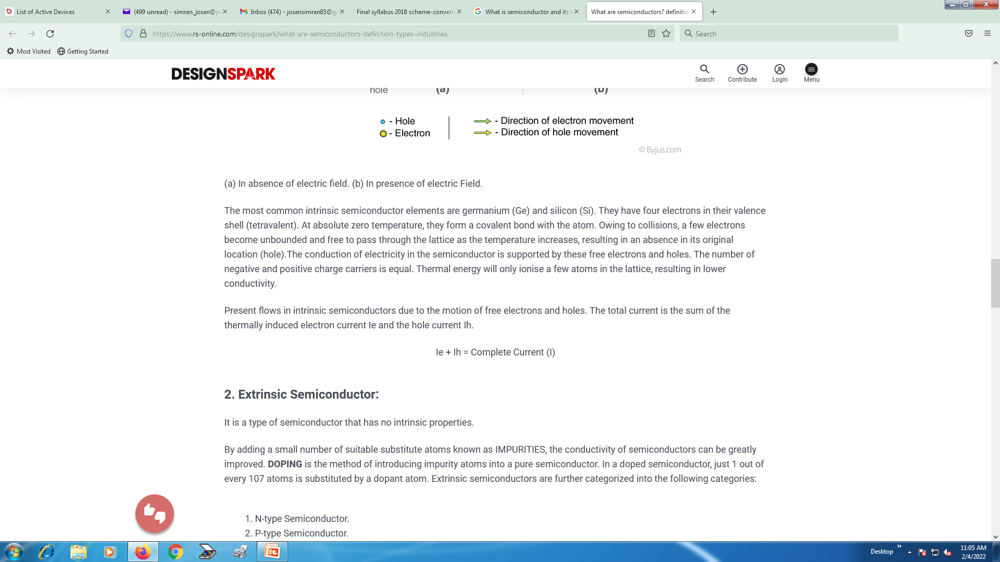 List of Active Devices
(499 unread) - simran_josan@ya
Inbox (474) - josansimran85@gr
Final syllabus 2018 scheme-converte
What is semiconductor and its t
What are semiconductors? definitio
https://www.rs-online.com/designspark/what-are-semiconductors-definition-types-industries
Search
Most Visited
Getting Started
DESIGNSPARK
Search
Contribute
Login
Menu
hole
(a)
(b)
- Hole
- Direction of electron movement
- Electron
- Direction of hole movement
© Byjus.com
(a) In absence of electric field. (b) In presence of electric Field.
The most common intrinsic semiconductor elements are germanium (Ge) and silicon (Si). They have four electrons in their valence
shell (tetravalent). At absolute zero temperature, they form a covalent bond with the atom. Owing to collisions, a few electrons
become unbounded and free to pass through the lattice as the temperature increases, resulting in an absence in its original
location (hole).The conduction of electricity in the semiconductor is supported by these free electrons and holes. The number of
negative and positive charge carriers is equal. Thermal energy will only ionise a few atoms in the lattice, resulting in lower
conductivity.
Present flows in intrinsic semiconductors due to the motion of free electrons and holes. The total current is the sum of the
thermally induced electron current Ie and the hole current Ih.
Ie + Ih = Complete Current (I)
2. Extrinsic Semiconductor:
It is a type of semiconductor that has no intrinsic properties.
By adding a small number of suitable substitute atoms known as IMPURITIES, the conductivity of semiconductors can be greatly
improved. DOPING is the method of introducing impurity atoms into a pure semiconductor. In a doped semiconductor, just 1 out of
every 107 atoms is substituted by a dopant atom. Extrinsic semiconductors are further categorized into the following categories:
1. N-type Semiconductor.
2. P-type Semiconductor.
Desktop
11:05 AM
2/4/2022